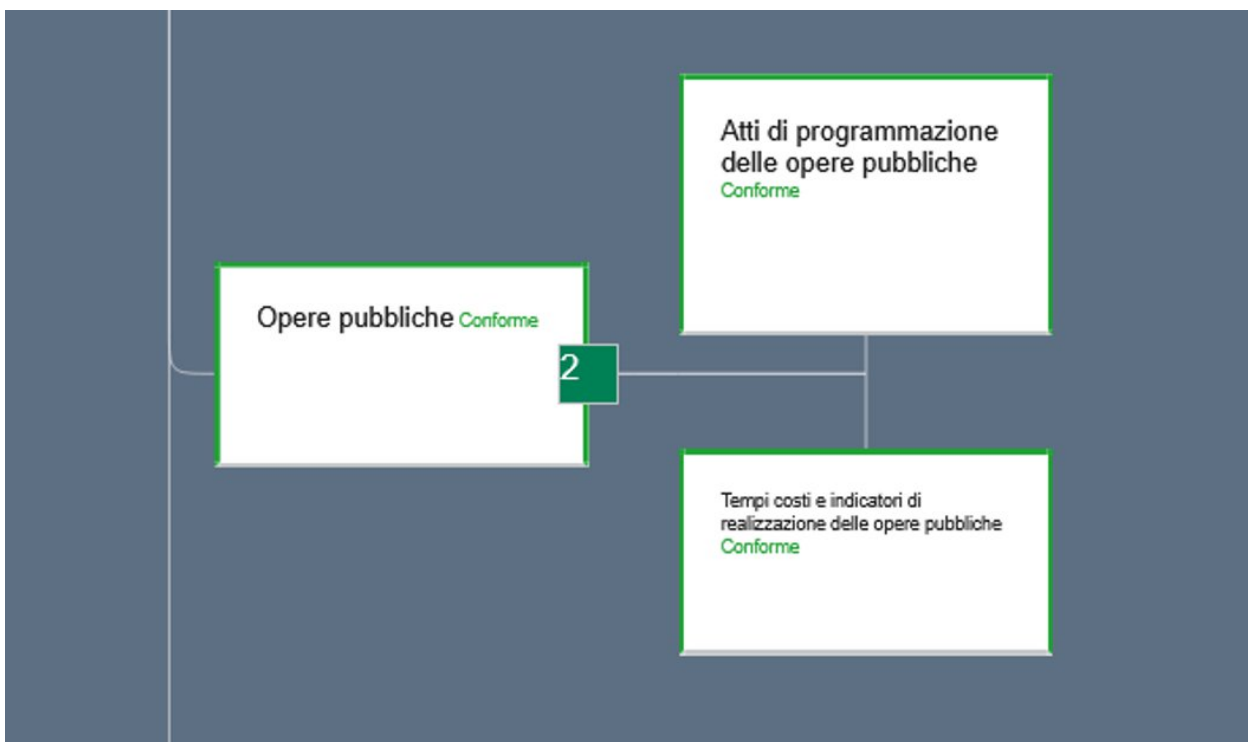 Atti di programmazione
delle opere pubbliche
Conforme
Opere pubbliche Conforme
2
Tempi costi e indicatori di
realizzazione delle opere pubbliche
Conforme